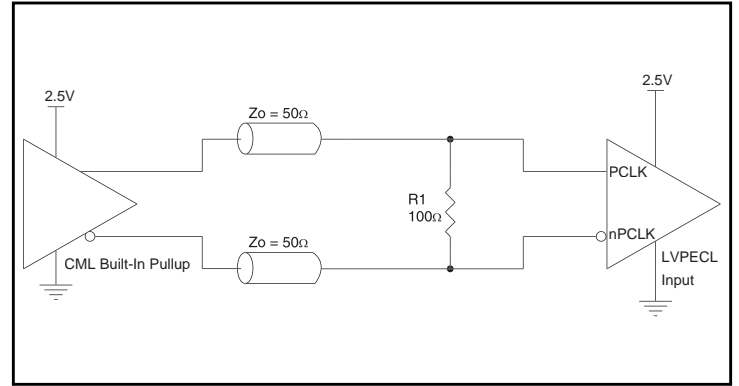 2.5V
2.5V
Zo = 50Ω
PCLK
R1
100Ω
nPCLK
Zo = 50Ω
CML Built-In Pullup
LVPECL
Input